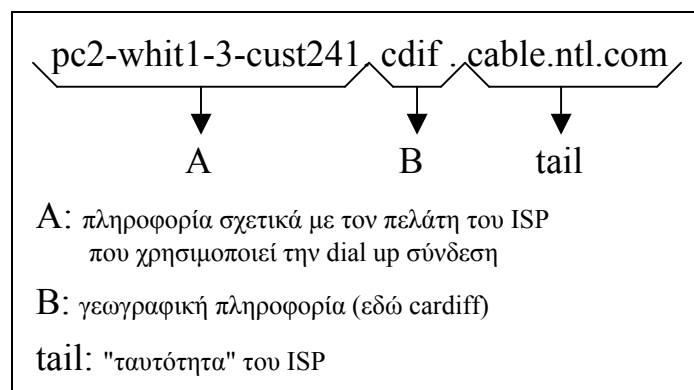 pc2-whit1-3-cust241.cdif . cable.ntl.com
A B tail
A: πληροφορία σχετικά με τον πελάτη του ISP
που χρησιμοποιεί την dial up σύνδεση
B: γεωγραφική πληροφορία (εδώ cardiff)
tail: "ταυτότητα" του ISP